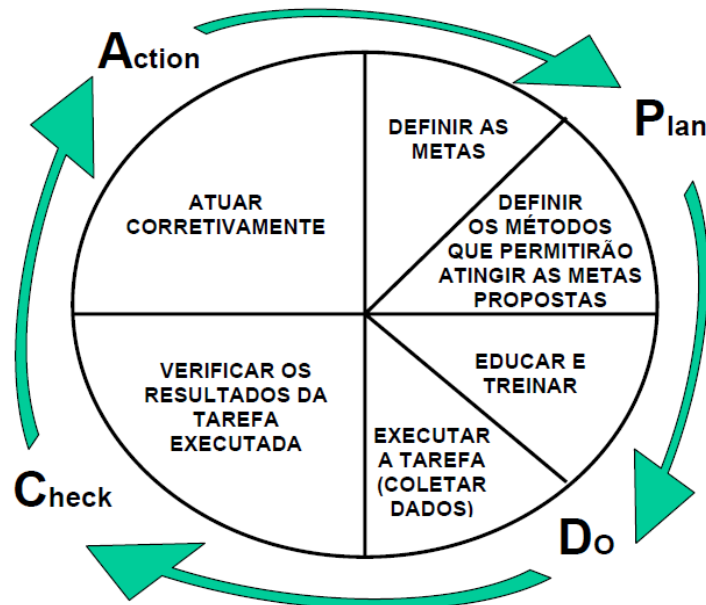 Action
Plan
DEFINIR AS
METAS
DEFINIR
OS MÉTODOS
QUE PERMITIRÃO
ATINGIR AS METAS
PROPOSTAS
ATUAR
CORRETIVAMENTE
EDUCAR E
TREINAR
VERIFICAR OS
RESULTADOS DA
TAREFA
EXECUTADA
EXECUTAR
A TAREFA
(COLETAR
DADOS)
Check
DO